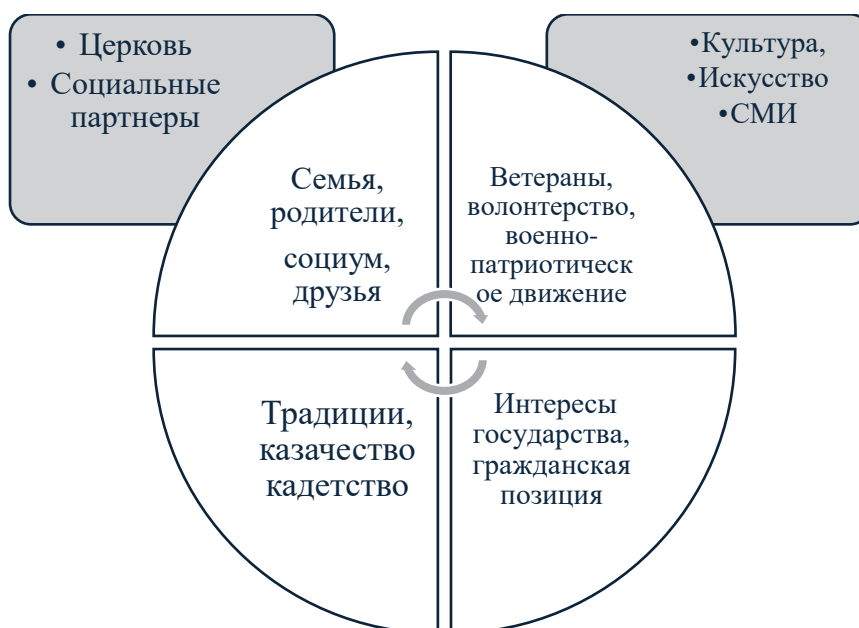 • Церковь
• Социальные
партнеры
•Культура,
•Искусство
•СМИ
Семья,
родители,
социум,
друзья
Ветераны,
волонтерство,
военно-
патриотическ
ое движение
Традиции,
казачество
кадетство
Интересы
государства,
гражданская
позиция